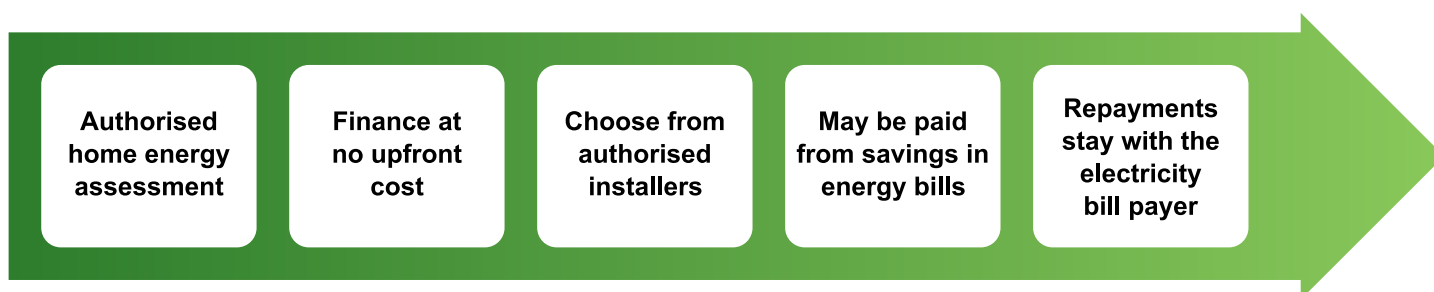 Authorised
home energy
assessment
Finance at
no upfront
cost
Choose from
authorised
installers
May be paid
from savings in
energy bills
Repayments
stay with the
electricity
bill payer